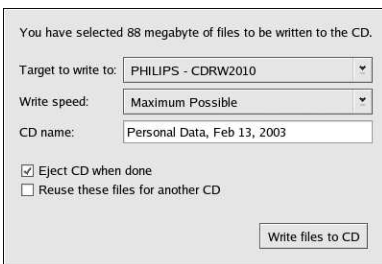 You have selected 88 megabyte of files to be written to the CD.
Target to write to: PHILIPS - CDRW2010
Write speed: Maximum Possible
CD name: Personal Data, Feb 13, 2003
Eject CD when done
Reuse these files for another CD
Write files to CD